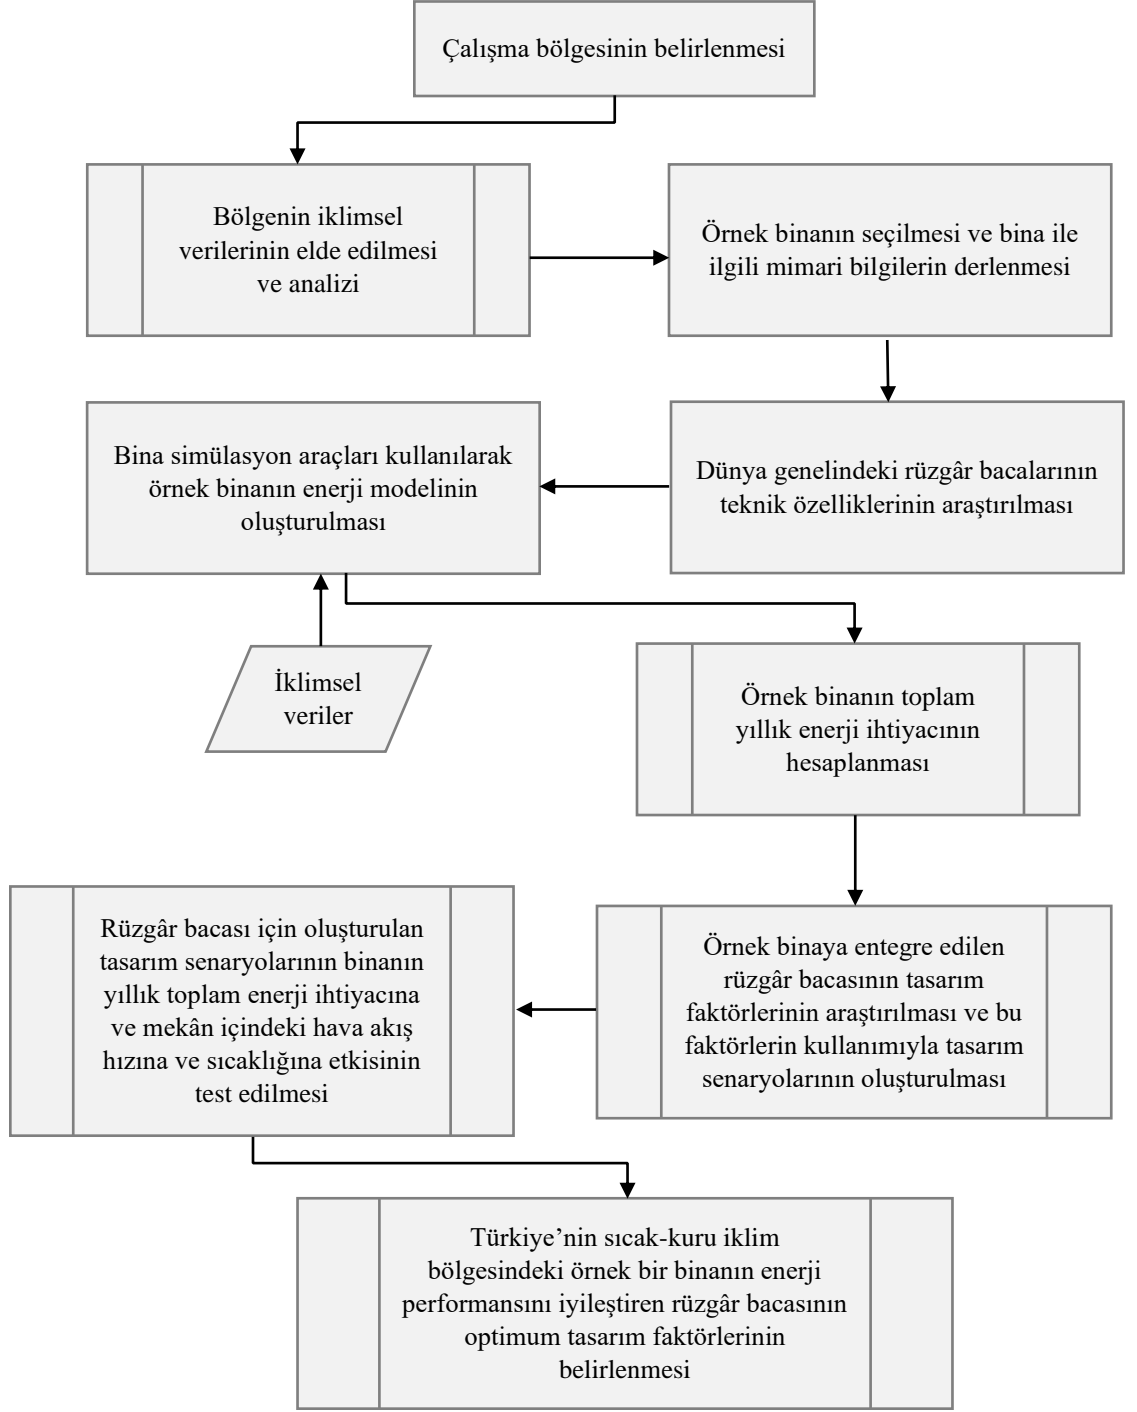 Çalışma bölgesinin belirlenmesi
Bölgenin iklimsel
verilerinin elde edilmesi
ve analizi
Örnek binanın seçilmesi ve bina ile
ilgili mimari bilgilerin derlenmesi
Dünya genelindeki rüzgâr bacalarının
teknik özelliklerinin araştırılması
Bina simülasyon araçları kullanılarak
örnek binanın enerji modelinin
oluşturulması
İklimsel
veriler
Örnek binanın toplam
yıllık enerji ihtiyacının
hesaplanması
Örnek binaya entegre edilen
rüzgâr bacasının tasarım
faktörlerinin araştırılması ve bu
faktörlerin kullanımıyla tasarım
senaryolarının oluşturulması
Rüzgâr bacası için oluşturulan
tasarım senaryolarının binanın
yıllık toplam enerji ihtiyacına
ve mekân içindeki hava akış
hızına ve sıcaklığına etkisinin
test edilmesi
Türkiye’nin sıcak-kuru iklim
bölgesindeki örnek bir binanın enerji
performansını iyileştiren rüzgâr bacasının
optimum tasarım faktörlerinin
belirlenmesi